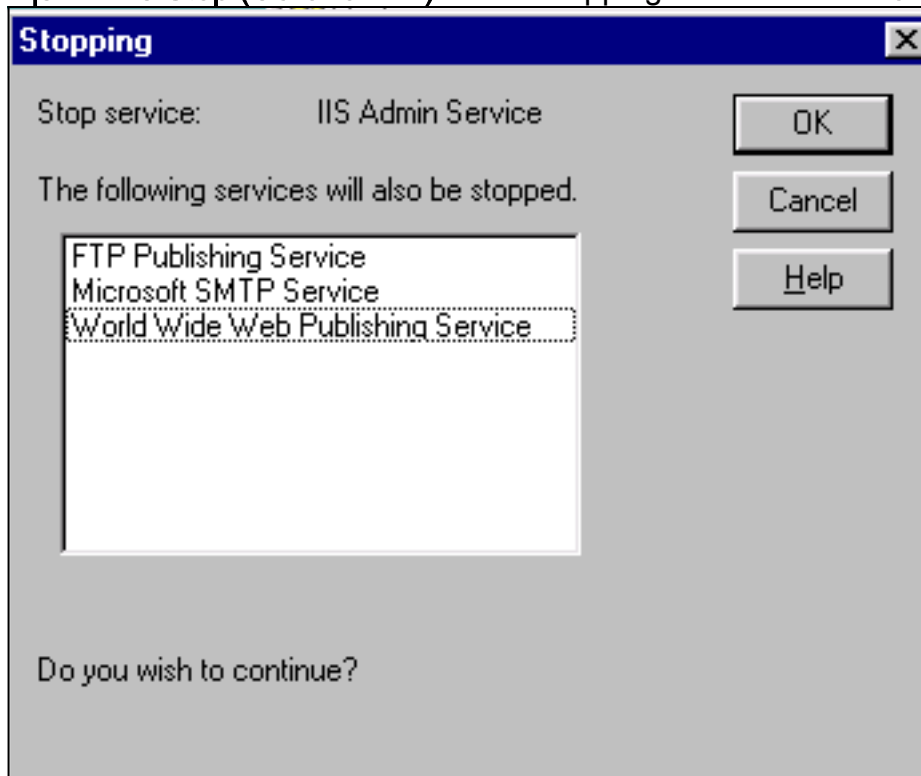 Stopping
Stop service: IIS Admin Service
OK
The following services will also be stopped.
Cancel
FTP Publishing Service
Help
Microsoft SMTP Service
World Wide Web Publishing Service
Do you wish to continue?